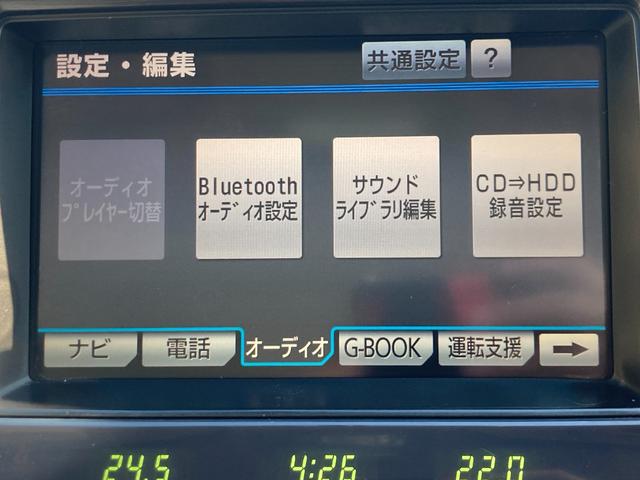 設定・編集
共通設定
?
オーディオ
プレイヤー切替
Bluetooth
オーディオ設定
サウンド
ライブラリ編集
CD⇒HDD
録音設定
ナビ
電話
オーディオ
G-BOOK
運転支援
24.5
4:26
22.0